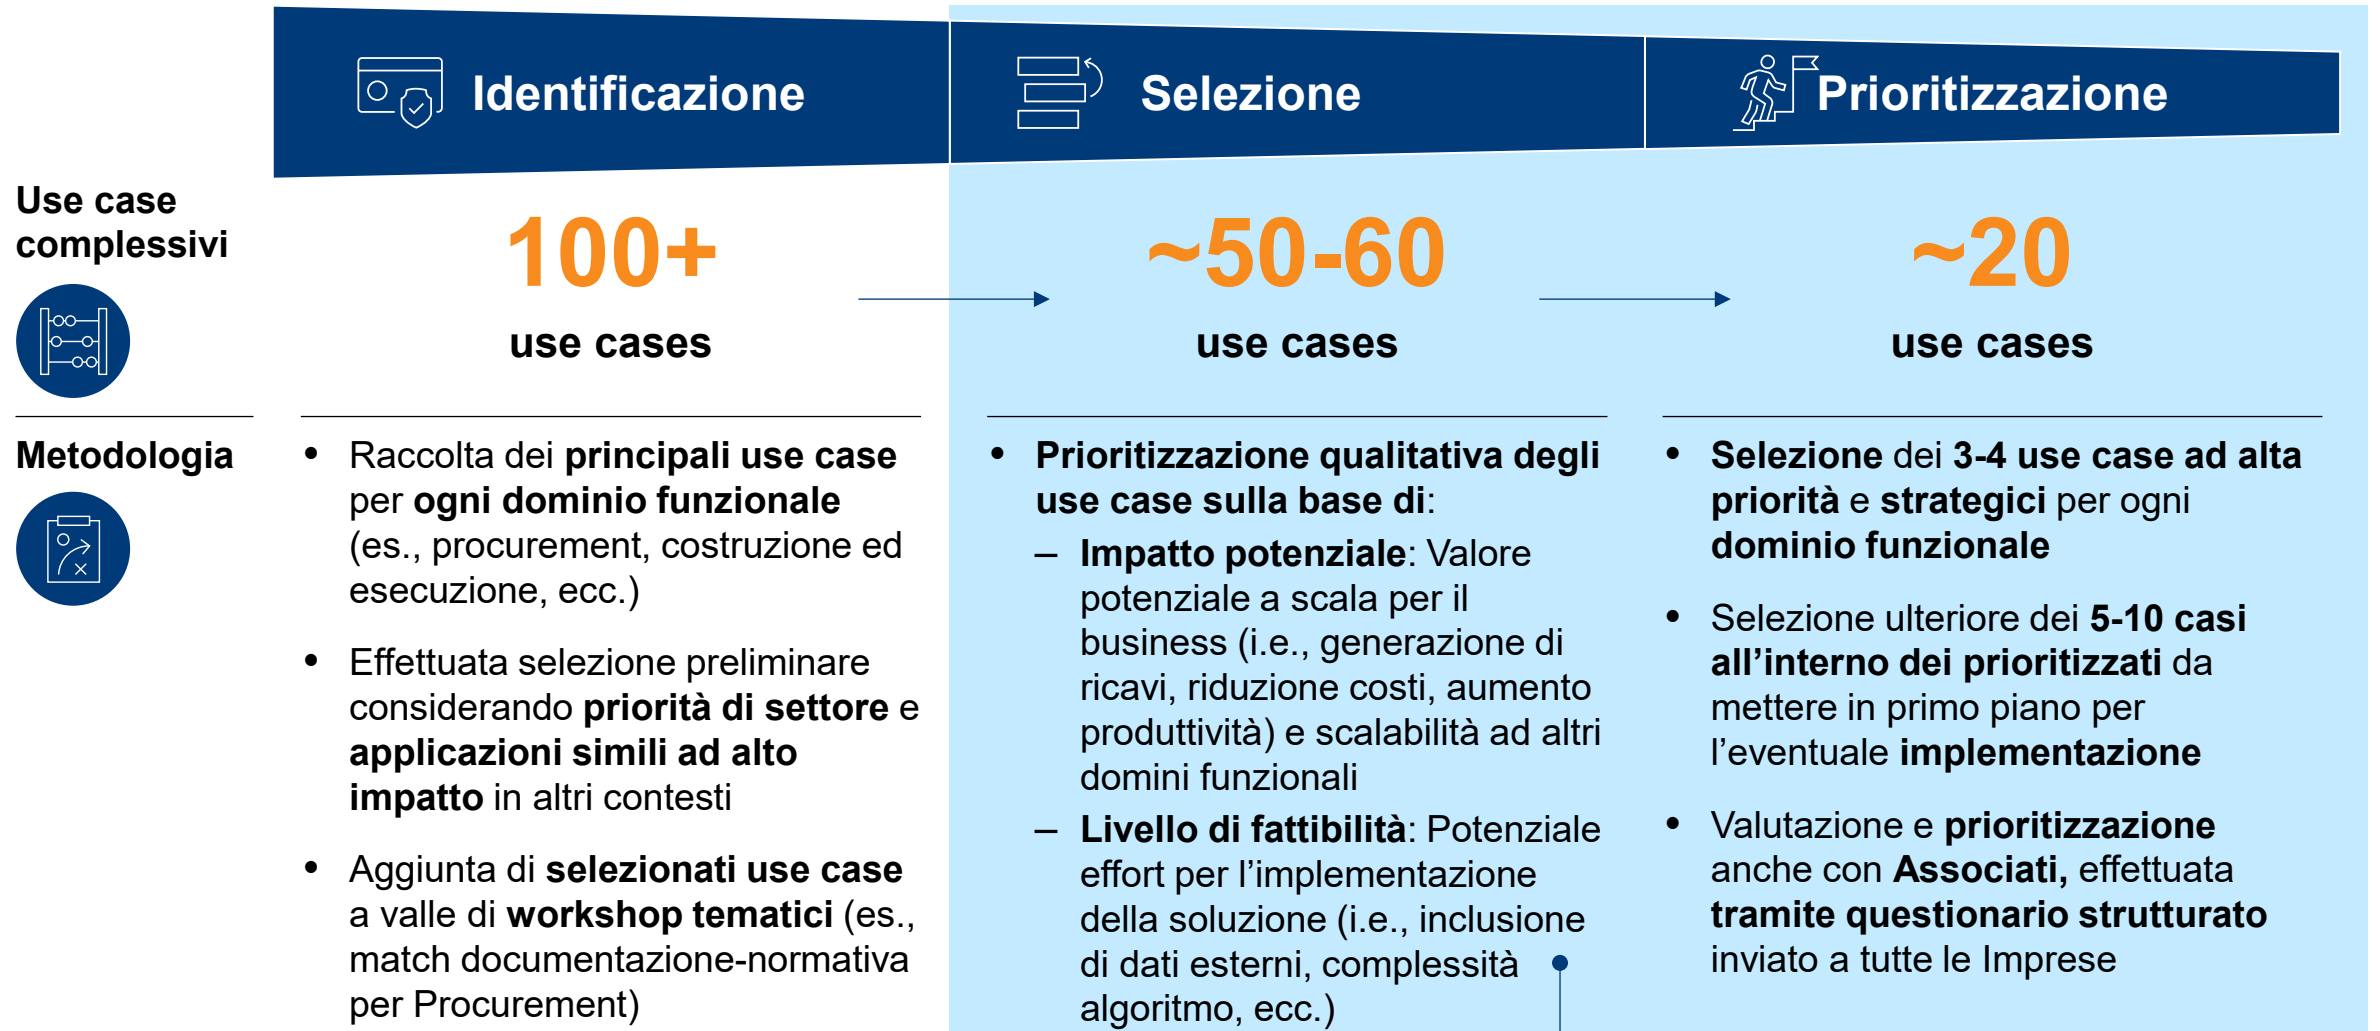 Identificazione
Selezione
Prioritizzazione
Use case
complessivi
100+
use cases
~50-60
use cases
~20
use cases
Metodologia
• Raccolta dei principali use case
per ogni dominio funzionale
(es., procurement, costruzione ed
esecuzione, ecc.)
• Effettuata selezione preliminare
considerando priorità di settore e
applicazioni simili ad alto
impatto in altri contesti
• Aggiunta di selezionati use case
a valle di workshop tematici (es.,
match documentazione-normativa
per Procurement)
• Prioritizzazione qualitativa degli
use case sulla base di:
– Impatto potenziale: Valore
potenziale a scala per il
business (i.e., generazione di
ricavi, riduzione costi, aumento
produttività) e scalabilità ad altri
domini funzionali
– Livello di fattibilità: Potenziale
effort per l’implementazione
della soluzione (i.e., inclusione
di dati esterni, complessità
algoritmo, ecc.)
• Selezione dei 3-4 use case ad alta
priorità e strategici per ogni
dominio funzionale
• Selezione ulteriore dei 5-10 casi
all’interno dei prioritizzati da
mettere in primo piano per
l’eventuale implementazione
• Valutazione e prioritizzazione
anche con Associati, effettuata
tramite questionario strutturato
inviato a tutte le Imprese